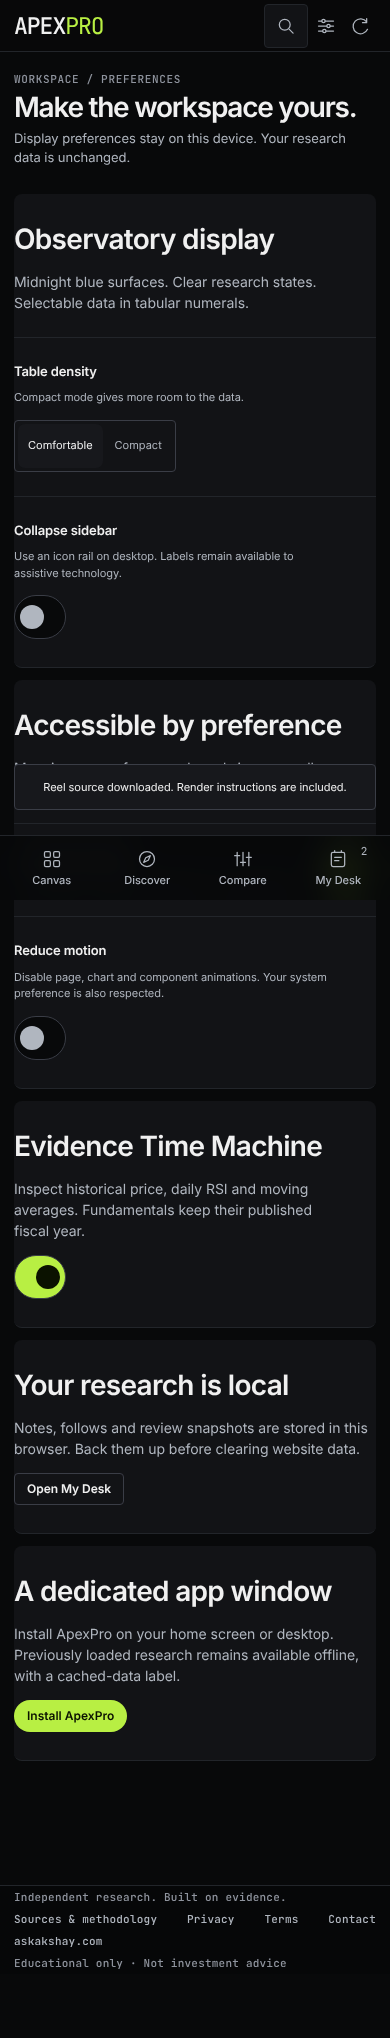 APEXPRO
WORKSPACE / PREFERENCES
Make the workspace yours.
Display preferences stay on this device. Your research
data is unchanged.
Observatory display
Midnight blue surfaces. Clear research states.
Selectable data in tabular numerals.
Table density
Compact mode gives more room to the data.
Comfortable
Compact
Collapse sidebar
Use an icon rail on desktop. Labels remain available to
assistive technology.
Accessible by preference
Reel source downloaded. Render instructions are included.
Canvas
Discover
Compare
My Desk
2
Reduce motion
Disable page, chart and component animations. Your system
preference is also respected.
Evidence Time Machine
Inspect historical price, daily RSI and moving
averages. Fundamentals keep their published
fiscal year.
Your research is local
Notes, follows and review snapshots are stored in this
browser. Back them up before clearing website data.
Open My Desk
A dedicated app window
Install ApexPro on your home screen or desktop.
Previously loaded research remains available offline,
with a cached-data label.
Install ApexPro
Independent research. Built on evidence.
Sources & methodology Privacy Terms Contact
askakshay.com
Educational only · Not investment advice